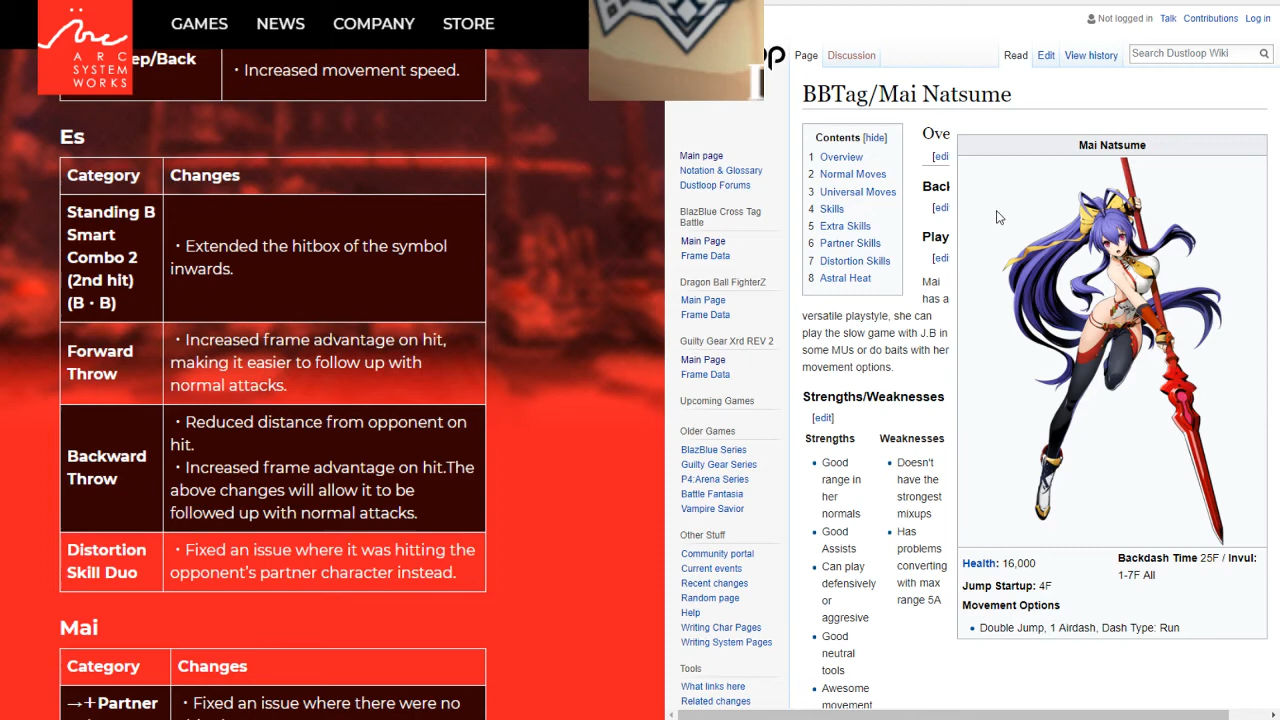 GAMES NEWS COMPANY STORE
ARC
SYSTEM
WORKS
ep/Back
・Increased movement speed.
Es
Category Changes
Standing B
Smart
Combo 2
(2nd hit)
(B・B)
・Extended the hitbox of the symbol
inwards.
Forward
Throw
・Increased frame advantage on hit,
making it easier to follow up with
normal attacks.
Backward
Throw
・Reduced distance from opponent on
hit.
・Increased frame advantage on hit.The
above changes will allow it to be
followed up with normal attacks.
Distortion
Skill Duo
・Fixed an issue where it was hitting the
opponent's partner character instead.
Mai
Category Changes
→+Partner
・Fixed an issue where there were no
Not logged in Talk Contributions Log in
Page Discussion Read Edit View history Search Dustloop Wiki
BBTag/Mai Natsume
Main page
Notation & Glossary
Dustloop Forums
BlazBlue Cross Tag
Battle
Main Page
Frame Data
Dragon Ball FighterZ
Main Page
Frame Data
Guilty Gear Xrd REV 2
Main Page
Frame Data
Upcoming Games
Older Games
BlazBlue Series
Guilty Gear Series
P4:Arena Series
Battle Fantasia
Vampire Savior
Other Stuff
Community portal
Current events
Recent changes
Random page
Help
Writing Char Pages
Writing System Pages
Tools
What links here
Related changes
Contents [hide]
1 Overview
2 Normal Moves
3 Universal Moves
4 Skills
5 Extra Skills
6 Partner Skills
7 Distortion Skills
8 Astral Heat
Ove
[edi
Back
[edi
Play
[edi
Mai
has a
versatile playstyle, she can
play the slow game with J.B in
some MUs or do baits with her
movement options.
Strengths/Weaknesses
[edit]
Strengths
Good
range in
her
normals
Good
Assists
Can play
defensively
or
aggresive
Good
neutral
tools
Awesome
movement
Weaknesses
Doesn't
have the
strongest
mixups
Has
problems
converting
with max
range 5A
Mai Natsume
Health: 16,000
Jump Startup: 4F
Backdash Time 25F / Invul:
1-7F All
Movement Options
Double Jump, 1 Airdash, Dash Type: Run